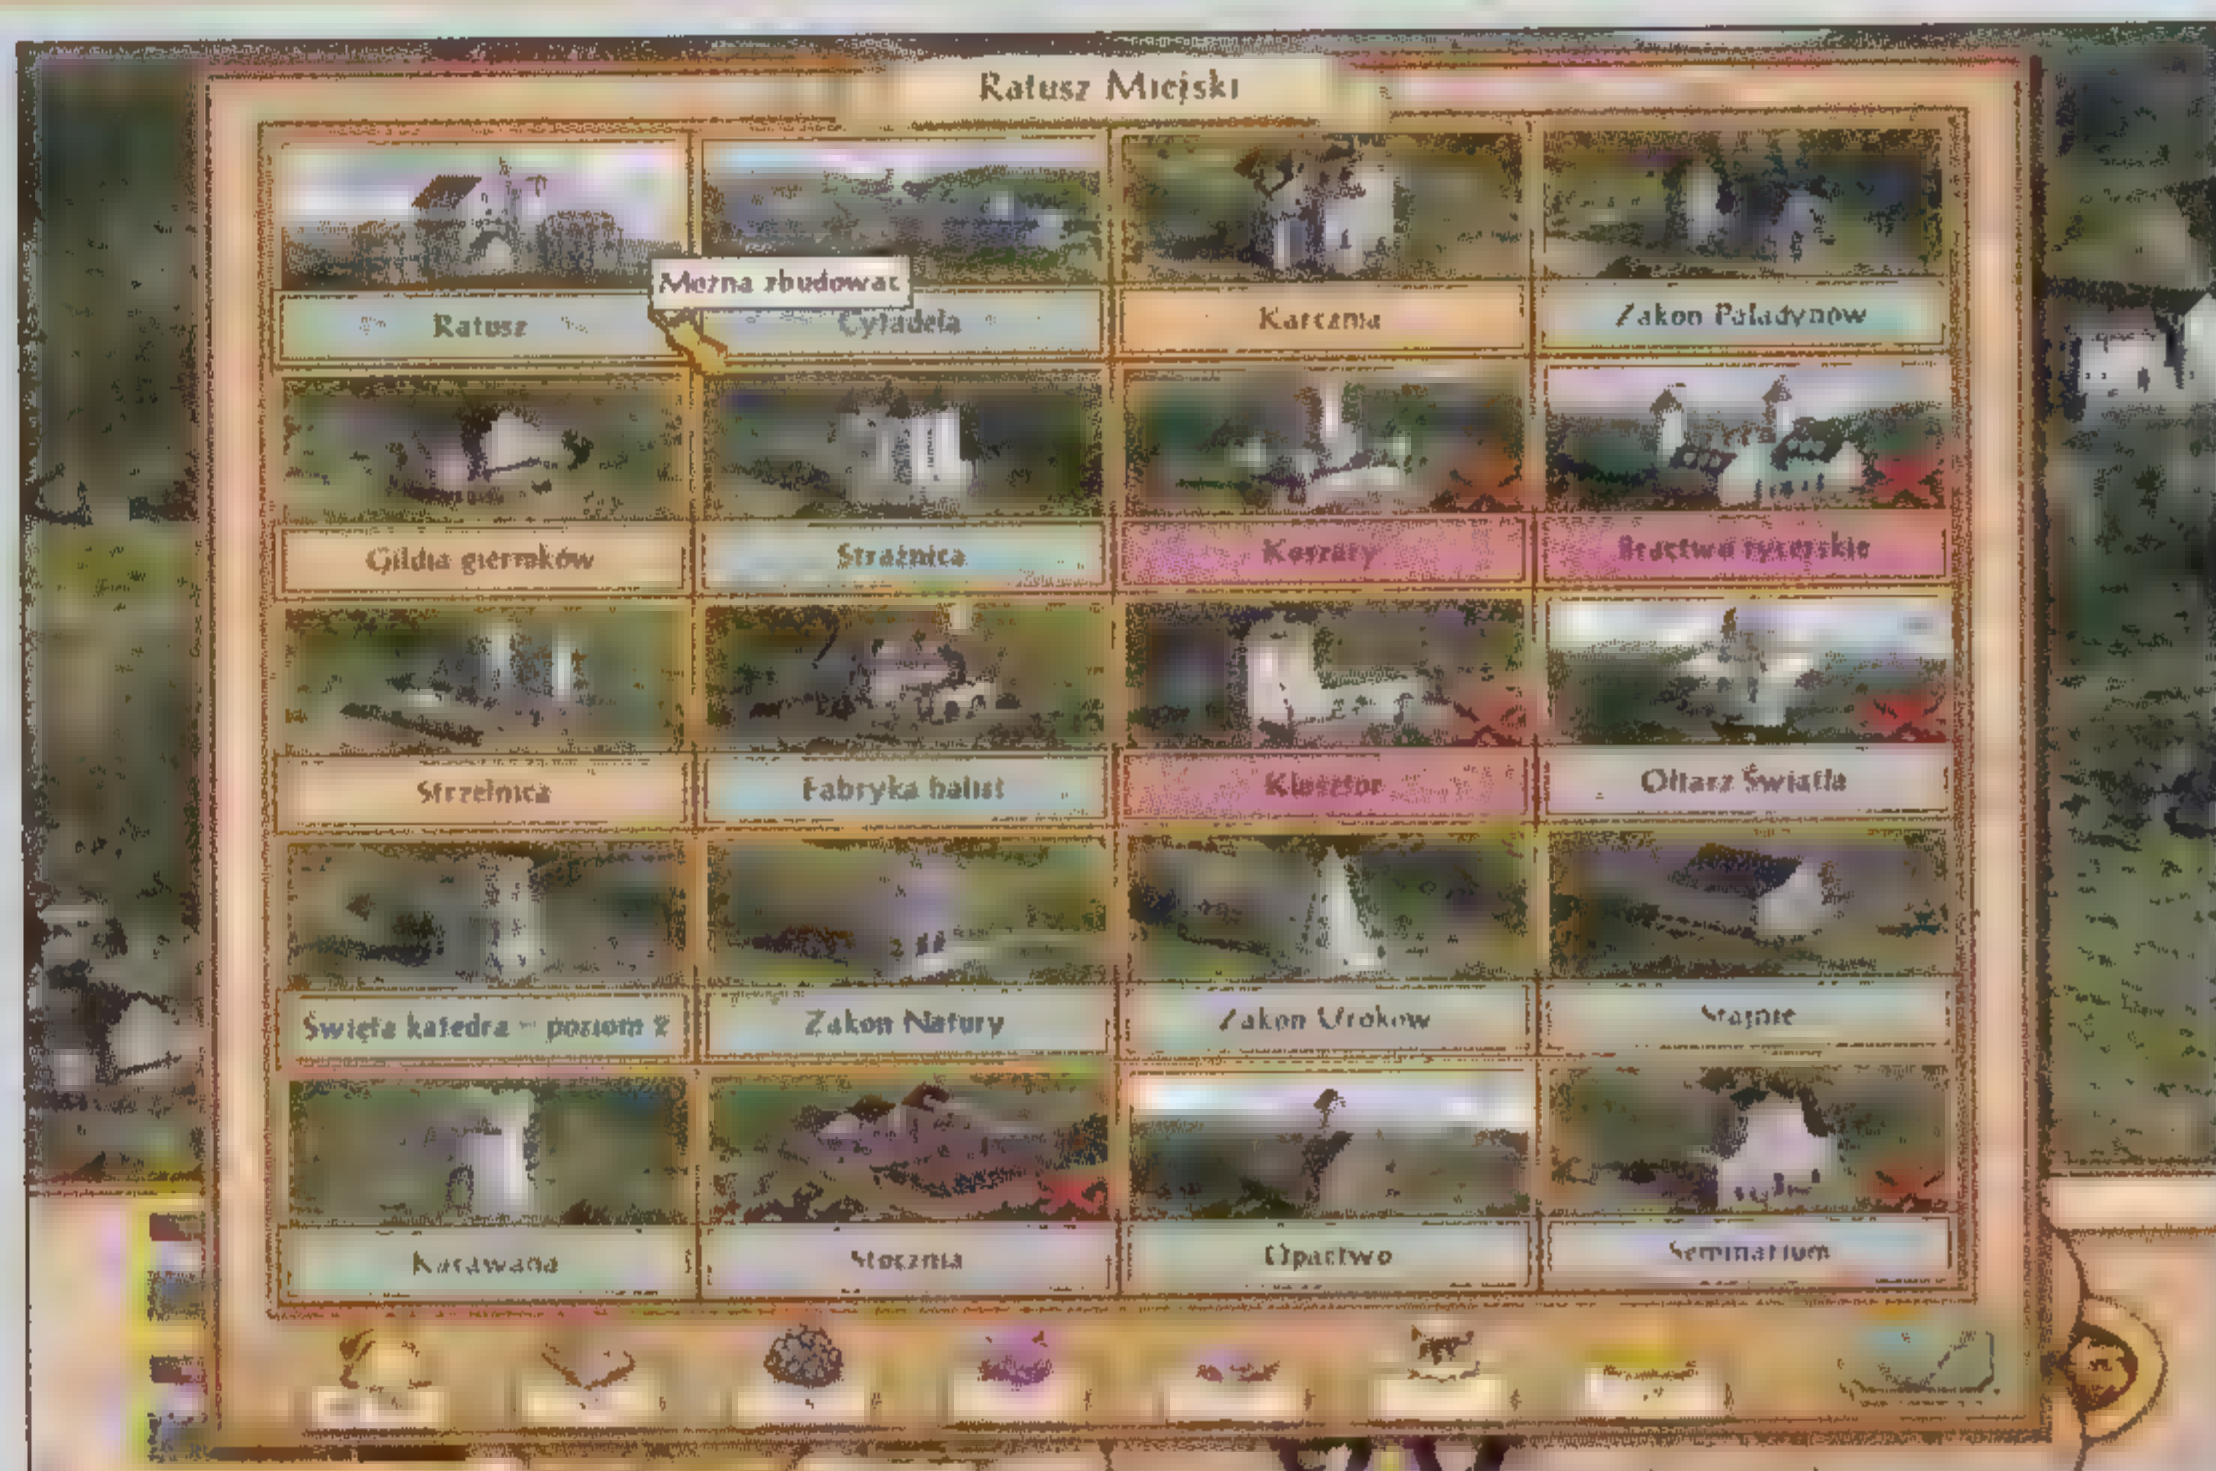 Ratusz Miejski
Można zbudować
Ratusz
Cytadela
Karczma
Zakon Paladynów
Gildia giermków
Strażnica
Koszary
Bractwo rycerskie
Strzelnica
Fabryka balist
Klasztor
Ołtarz Światła
Święta katedra - poziom 2
Zakon Natury
Zakon Uroków
Stajnie
Karawana
Stocznia
Opactwo
Seminarium